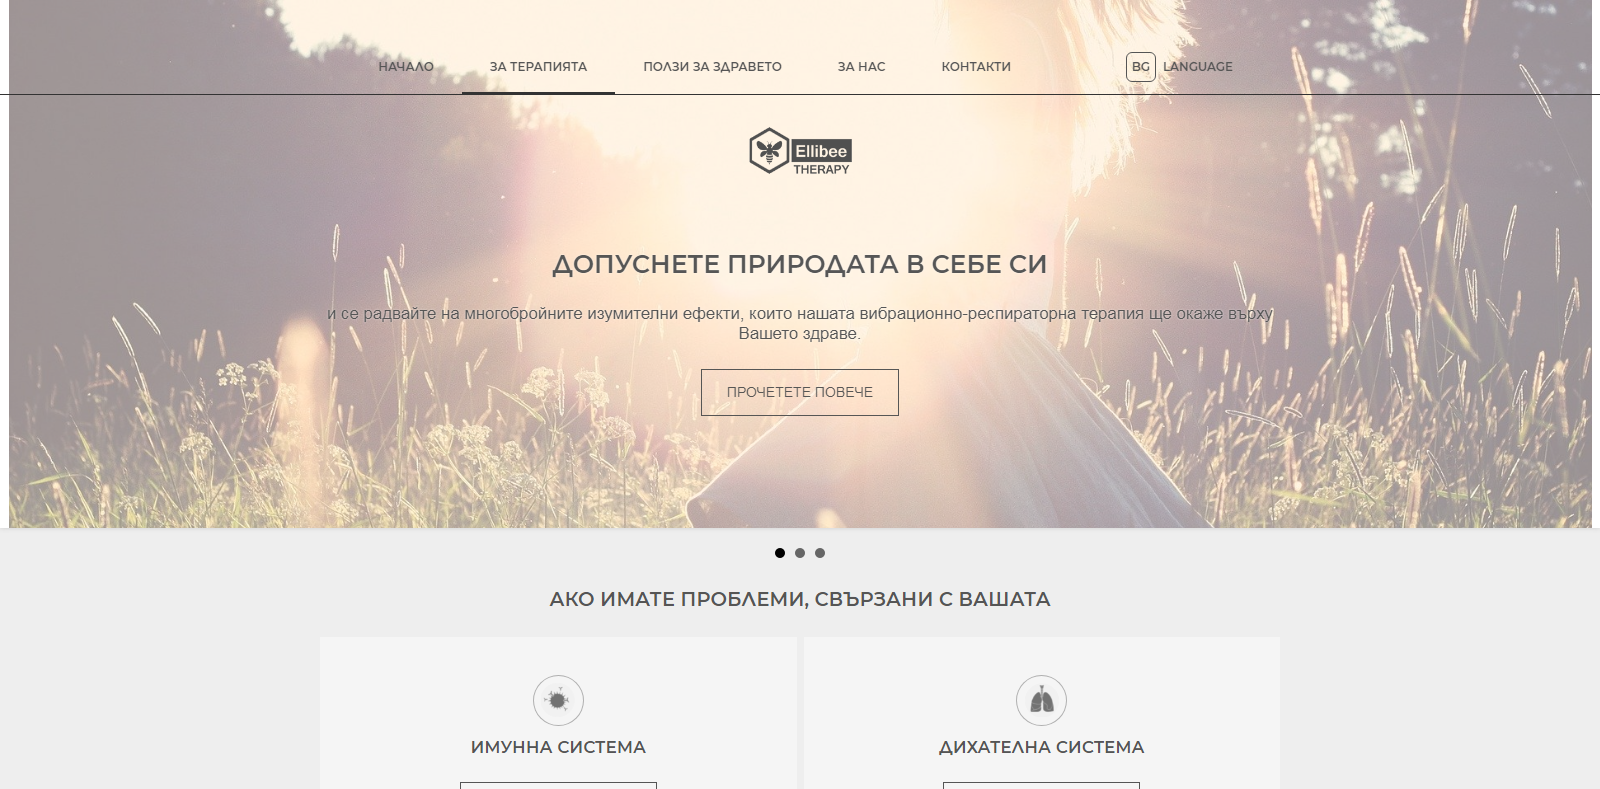 НАЧАЛО
ЗА ТЕРАПИЯТА
ПОЛЗИ ЗА ЗДРАВЕТО
ЗА НАС
КОНТАКТИ
BG LANGUAGE
Ellibee
THERAPY
ДОПУСНЕТЕ ПРИРОДАТА В СЕБЕ СИ
и се радвайте на многобройните изумителни ефекти, които нашата вибрационно-респираторна терапия ще окаже върху
Вашето здраве.
ПРОЧЕТЕТЕ ПОВЕЧЕ
АКО ИМАТЕ ПРОБЛЕМИ, СВЪРЗАНИ С ВАШАТА
ИМУННА СИСТЕМА
ДИХАТЕЛНА СИСТЕМА